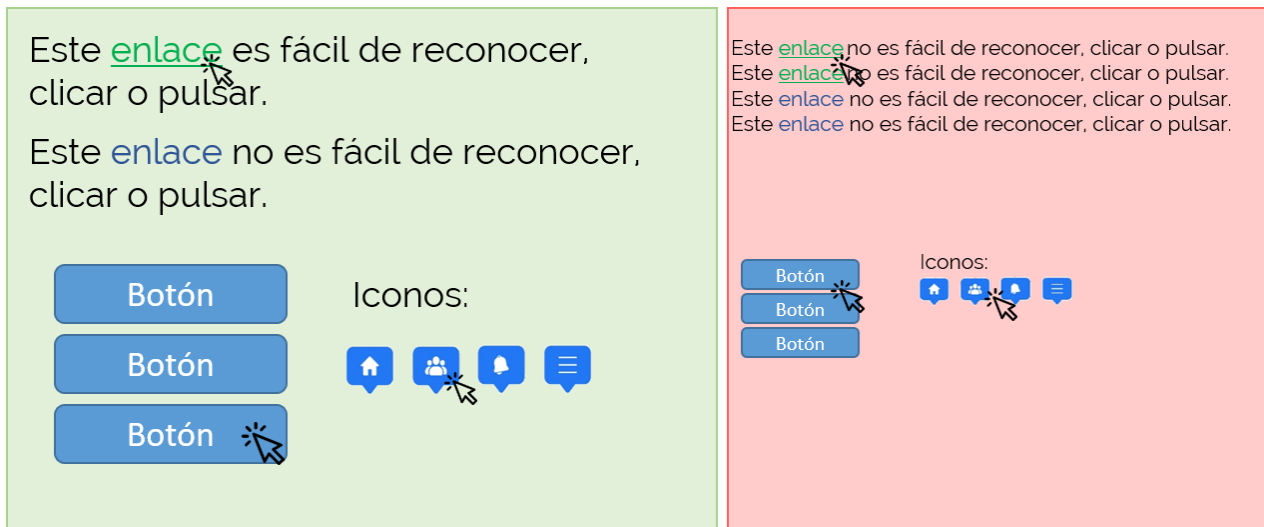 Este enlace es fácil de reconocer,
clicar o pulsar.
Este enlace no es fácil de reconocer,
clicar o pulsar.
Botón
Botón
Botón
Iconos:
Este enlace no es fácil de reconocer, clicar o pulsar.
Este enlace no es fácil de reconocer, clicar o pulsar.
Este enlace no es fácil de reconocer, clicar o pulsar.
Este enlace no es fácil de reconocer, clicar o pulsar.
Botón
Botón
Botón
Iconos: